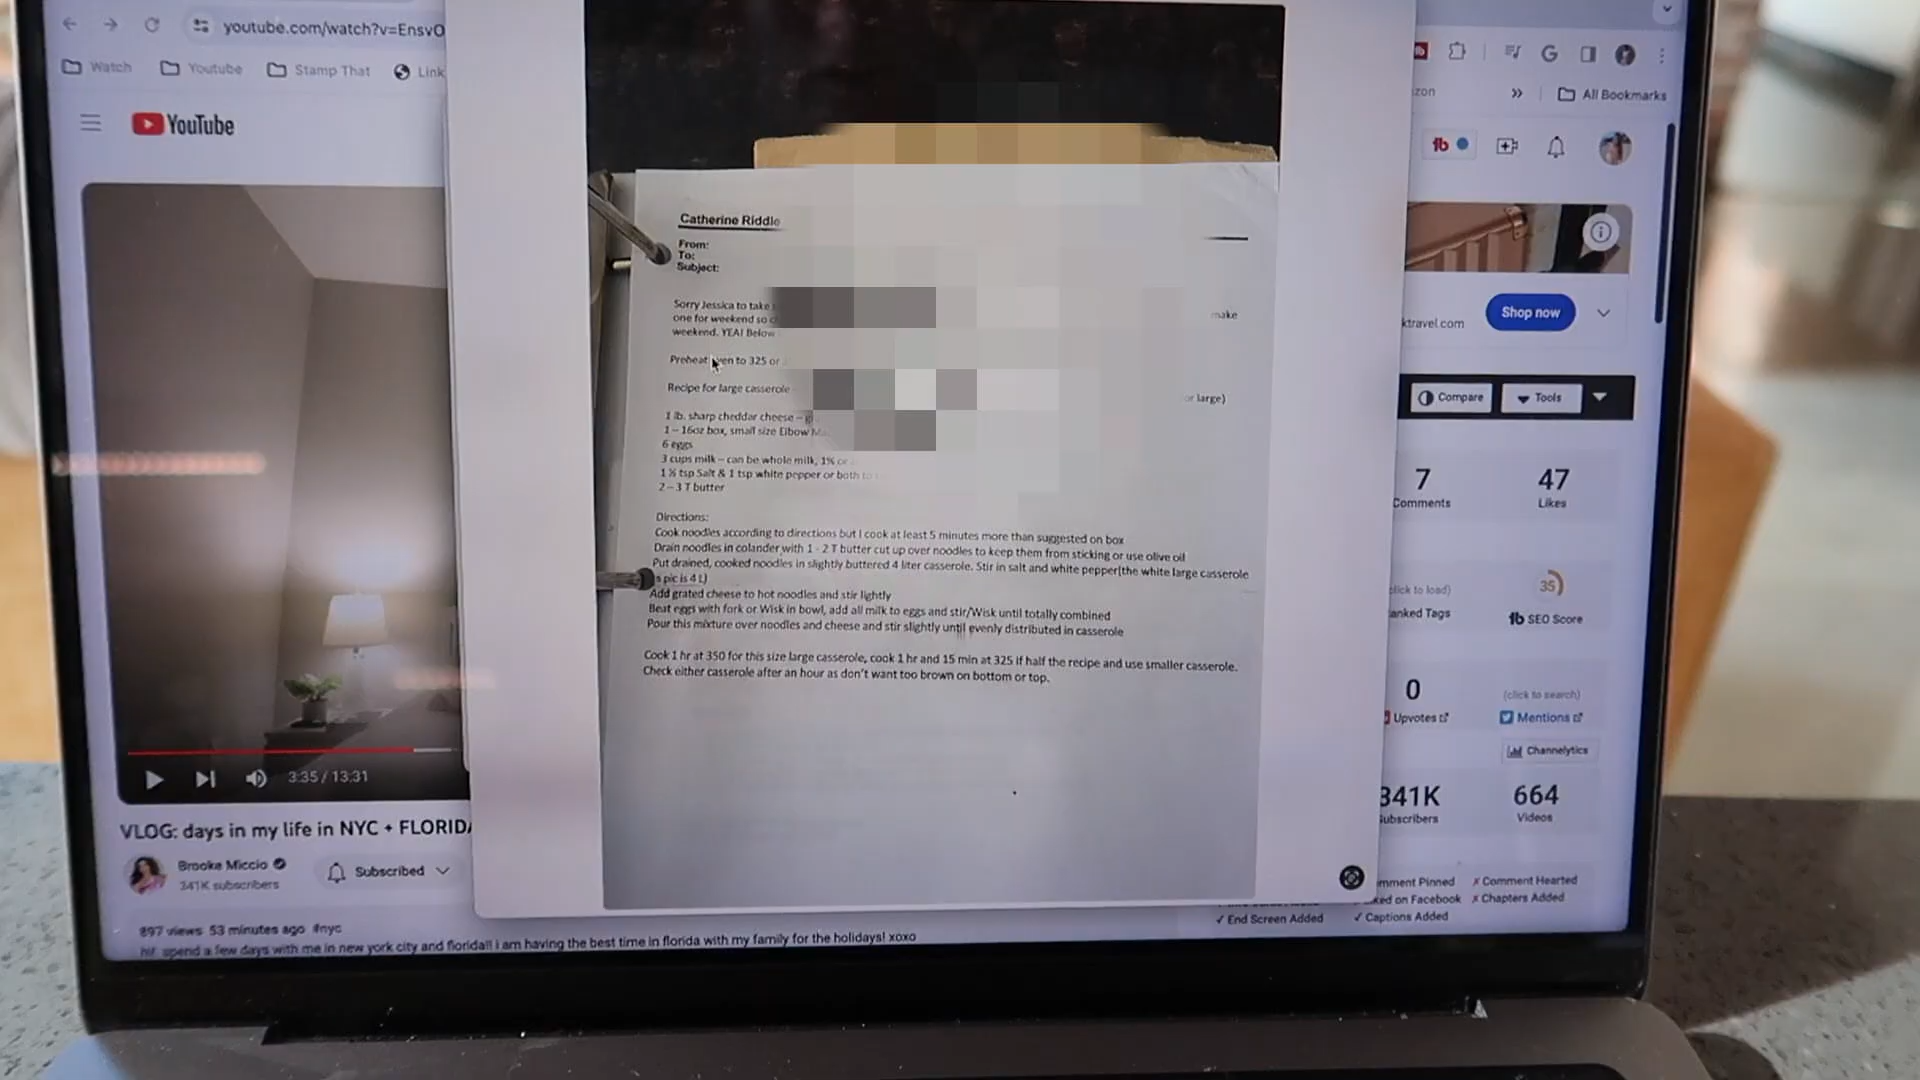 youtube.com/watch?v=EnsvO
Watch
Youtube
Stamp That
Link
zon
All Bookmarks
YouTube
Catherine Riddle
From:
To:
Subject:
Sorry Jessica to take
one for weekend so
make
weekend. YEA! Below
Preheat oven to 325 or
Recipe for large casserole
or large)
1 lb. sharp cheddar cheese –
1 – 16oz box, small size Elbow
6 eggs
3 cups milk – can be whole milk, 1% or
1 ½ tsp Salt & 1 tsp white pepper or both to
2 – 3 T butter
Directions:
Cook noodles according to directions but I cook at least 5 minutes more than suggested on box
Drain noodles in colander with 1 - 2 T butter cut up over noodles to keep them from sticking or use olive oil
Put drained, cooked noodles in slightly buttered 4 liter casserole. Stir in salt and white pepper(the white large casserole
s pic is 4 L)
Add grated cheese to hot noodles and stir lightly
Beat eggs with fork or Wisk in bowl, add all milk to eggs and stir/Wisk until totally combined
Pour this mixture over noodles and cheese and stir slightly until evenly distributed in casserole
Cook 1 hr at 350 for this size large casserole, cook 1 hr and 15 min at 325 if half the recipe and use smaller casserole.
Check either casserole after an hour as don't want too brown on bottom or top.
ktravel.com
Shop now
Compare
Tools
7
Comments
47
Likes
click to load)
anked Tags
35
tb SEO Score
0
Upvotes
(click to search)
Mentions
Channelytics
341K
Subscribers
664
Videos
mment Pinned
✗ Comment Hearted
ked on Facebook
✗ Chapters Added
✓ End Screen Added
✓ Captions Added
3:35 / 13:31
VLOG: days in my life in NYC + FLORIDA
Brooke Miccio
341K subscribers
Subscribed
897 views 53 minutes ago #nyc
hi! spend a few days with me in new york city and florida!! i am having the best time in florida with my family for the holidays! xoxo